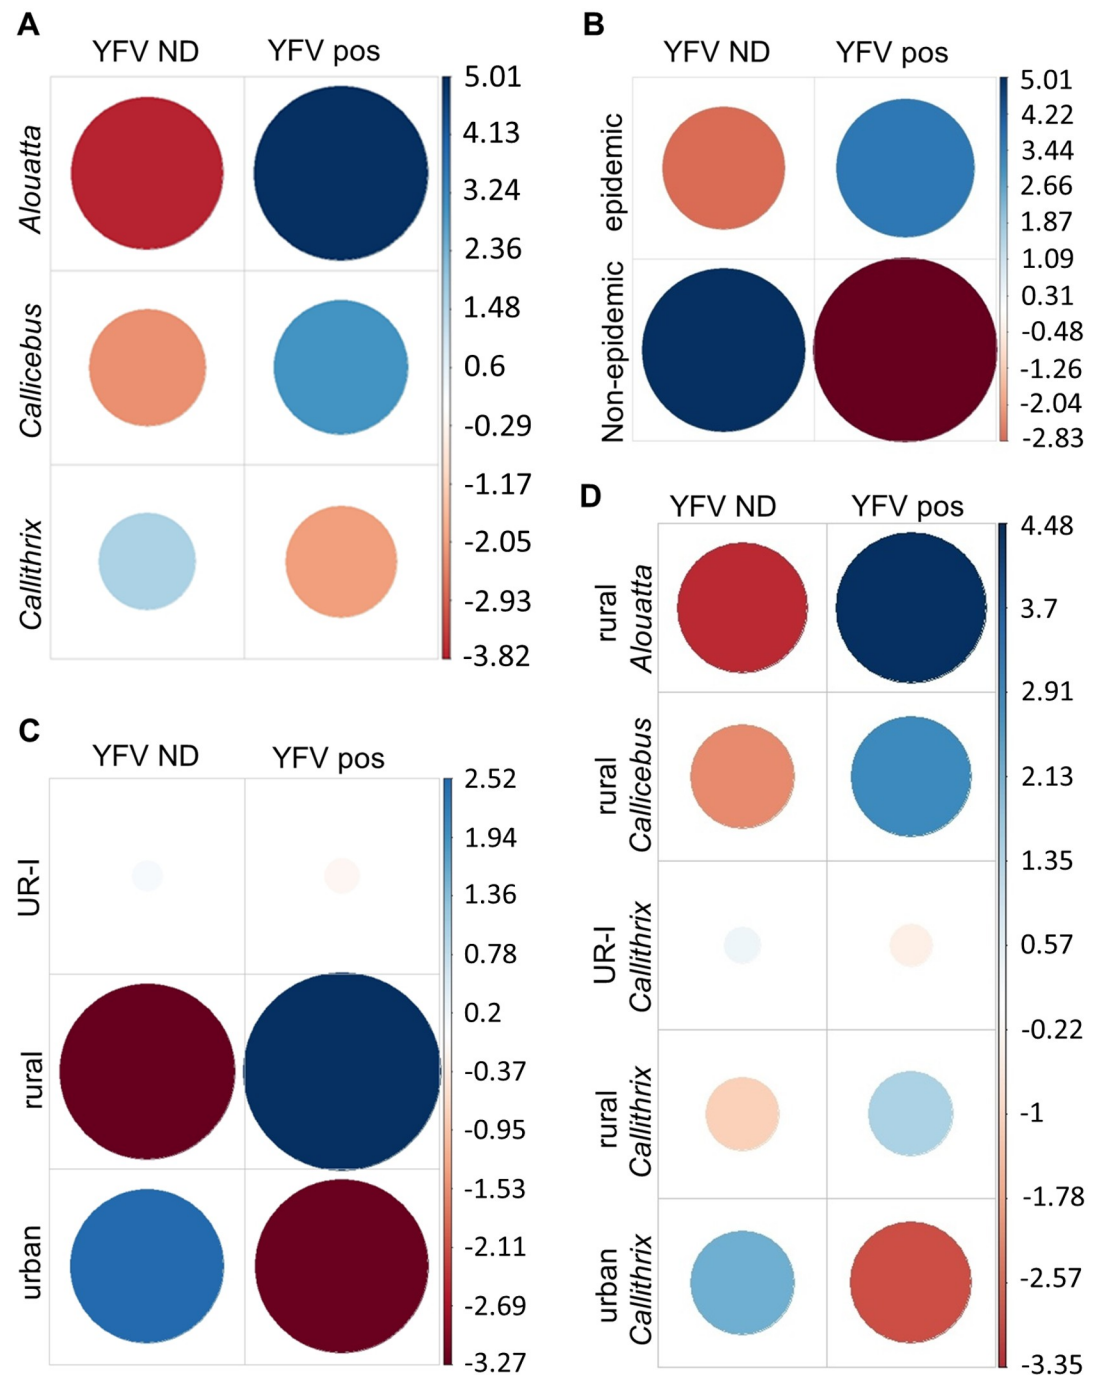 A
YFV ND
YFV pos
Alouatta
Callicebus
Callithrix
5.01
4.13
3.24
2.36
1.48
0.6
-0.29
-1.17
-2.05
-2.93
-3.82
B
YFV ND
YFV pos
epidemic
Non-epidemic
5.01
4.22
3.44
2.66
1.87
1.09
0.31
-0.48
-1.26
-2.04
-2.83
C
YFV ND
YFV pos
UR-I
rural
urban
2.52
1.94
1.36
0.78
0.2
-0.37
-0.95
-1.53
-2.11
-2.69
-3.27
D
YFV ND
YFV pos
rural
Alouatta
rural
Callicebus
UR-I
Callithrix
rural
Callithrix
urban
Callithrix
4.48
3.7
2.91
2.13
1.35
0.57
-0.22
-1
-1.78
-2.57
-3.35